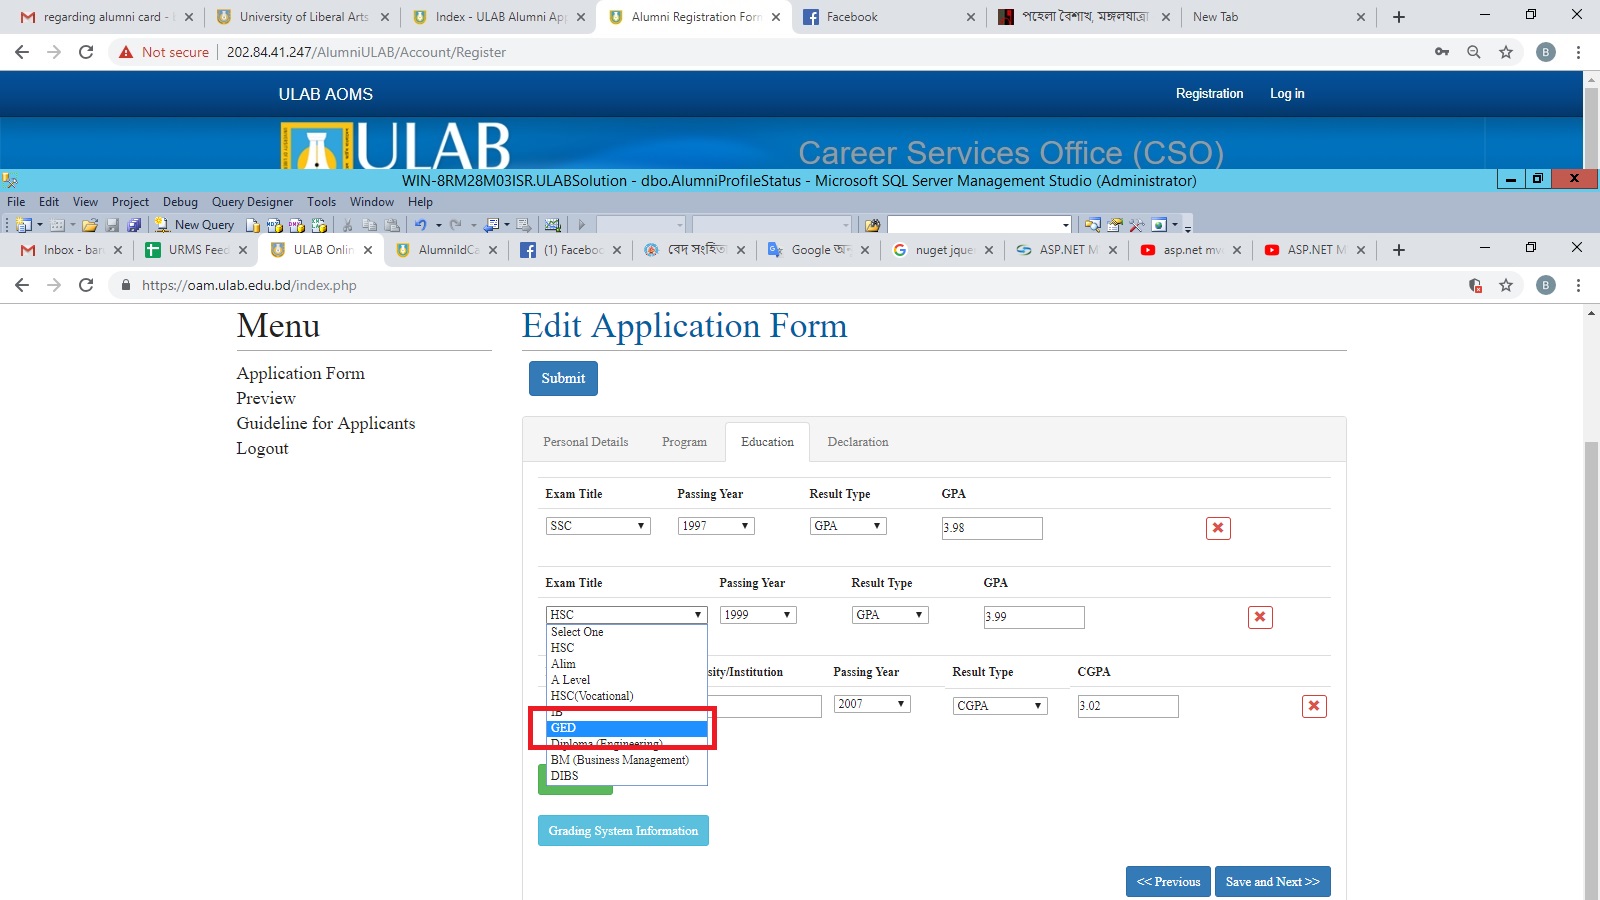 regarding alumni card -
University of Liberal Arts
Index - ULAB Alumni App
Alumni Registration Form
Facebook
পহেলা বৈশাখ, মঙ্গলযাত্রা
New Tab
Not secure
202.84.41.247/AlumniULAB/Account/Register
B
ULAB AOMS
Registration
Log in
ULAB
Career Services Office (CSO)
WIN-8RM28M03ISR.ULABSolution - dbo.AlumniProfileStatus - Microsoft SQL Server Management Studio (Administrator)
File Edit View Project Debug Query Designer Tools Window Help
New Query
Inbox - bar
URMS Feed
ULAB Onlin
AlumniIdCa
(1) Faceboo
বেদ সংহিত
Google অন
nuget jque
ASP.NET M
asp.net mv
ASP.NET M
https://oam.ulab.edu.bd/index.php
B
Menu
Application Form
Preview
Guideline for Applicants
Logout
Edit Application Form
Submit
Personal Details Program Education Declaration
Exam Title Passing Year Result Type GPA
SSC 1997 GPA 3.98
Exam Title Passing Year Result Type GPA
HSC 1999 GPA 3.99
Select One
HSC
Alim
A Level
HSC(Vocational)
IB
GED
Diploma (Engineering)
BM (Business Management)
DIBS
sity/Institution Passing Year Result Type CGPA
2007 CGPA 3.02
Grading System Information
<< Previous Save and Next >>